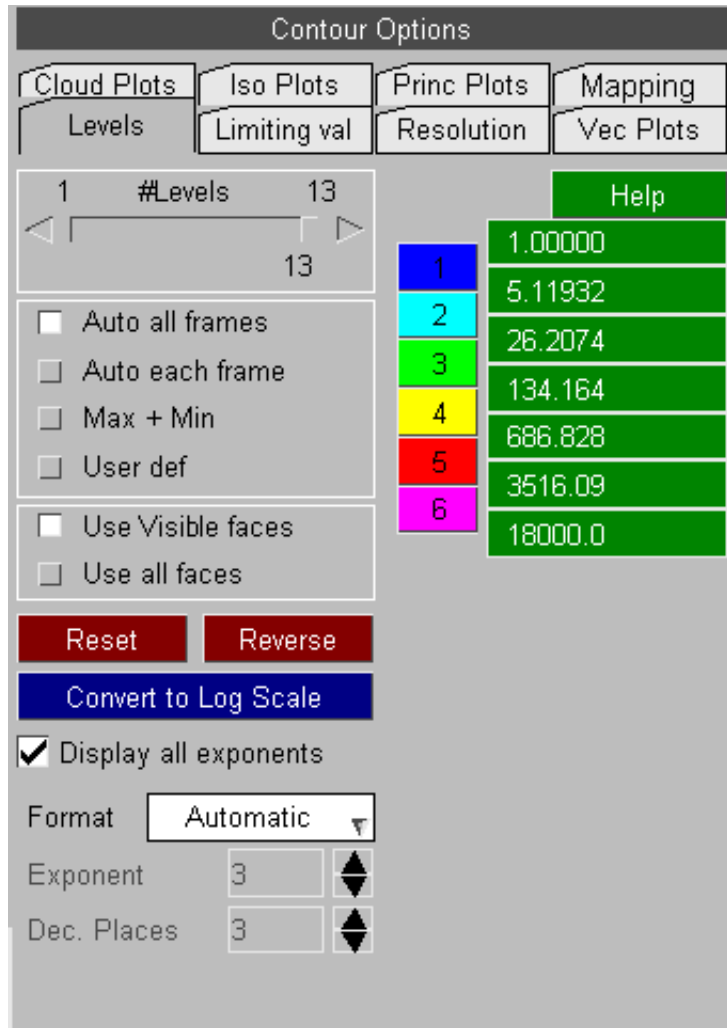 Contour Options
Cloud Plots Iso Plots Princ Plots Mapping
Levels Limiting val Resolution Vec Plots
1 #Levels 13
13
Auto all frames
Auto each frame
Max + Min
User def
Use Visible faces
Use all faces
Reset Reverse
Convert to Log Scale
Display all exponents
Format Automatic
Exponent 3
Dec. Places 3
Help
1.00000
1
5.11932
2
26.2074
3
134.164
4
686.828
5
3516.09
6
18000.0